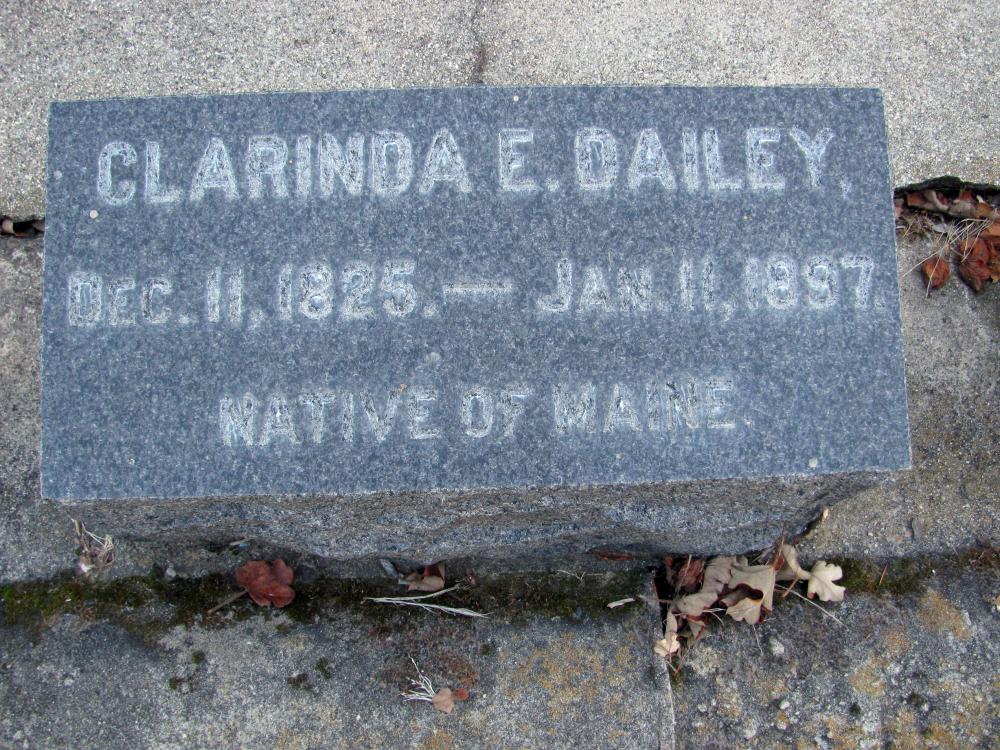 CLARINDA E. DAILEY,
DEC. 11, 1825. — JAN. 11, 1897.
NATIVE OF MAINE.